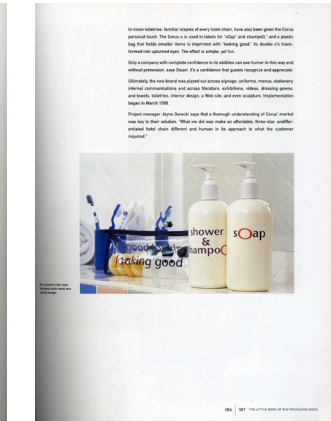 In-room toiletries, familiar staples of every hotel chain, have also been given the Corus
personal touch. The Corus o is used in labels for "sOap" and shampoO," and a plastic
bag that holds smaller items is imprinted with "looking good." Its double o's trans-
formed into upturned eyes. The effect is simple, yet fun.
Only a company with complete confidence in its abilities can use humor in this way and
without pretension, says Stuart. It's a confidence that guests recognize and appreciate.
Ultimately, the new brand was played out across signage, uniforms, menus, stationery,
internal communications and across literature, exhibitions, videos, dressing gowns,
and towels, toiletries, interior design, a Web site, and even sculpture. Implementation
began in March 1999.
Project manager Jayne Gorecki says that a thorough understanding of Corus' market
was key to their solution. "What we did was make an affordable, three-star, undiffer-
entiated hotel chain different and human in its approach to what the customer
required."
looking good
shower
&
shampoO
sOap
186 187 THE LITTLE BOOK OF BIG PACKAGING IDEAS